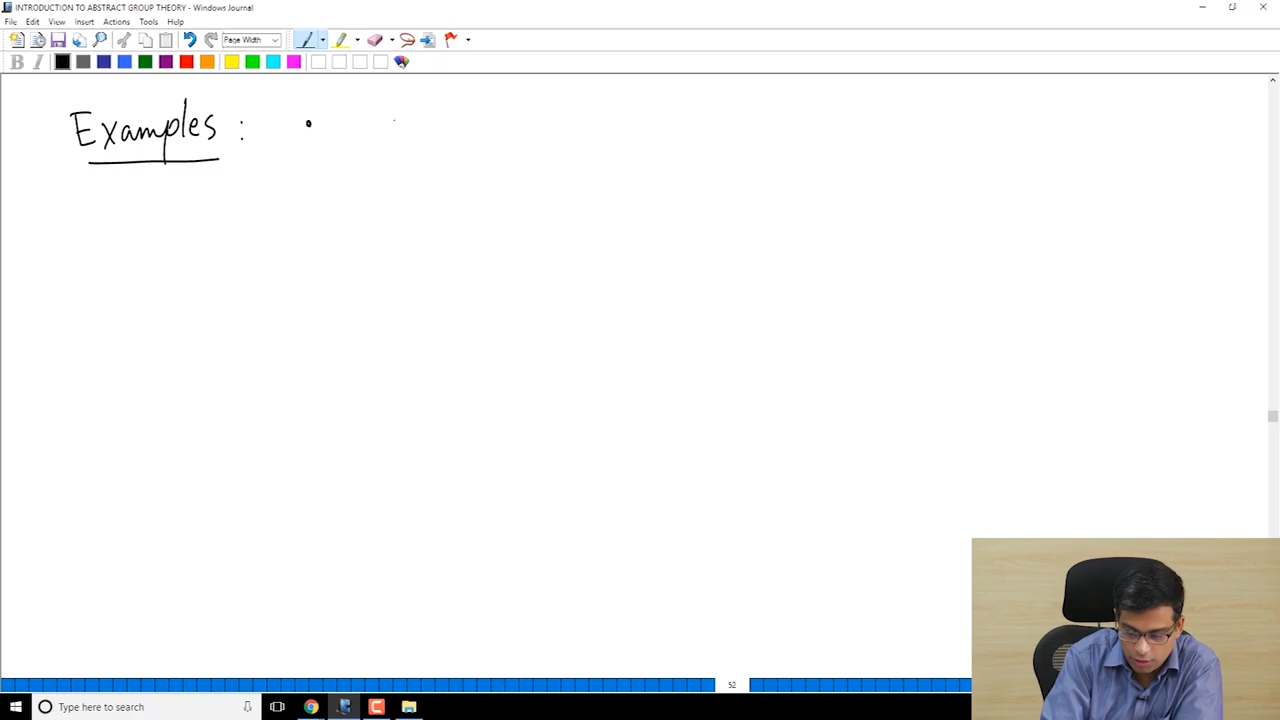 INTRODUCTION TO ABSTRACT GROUP THEORY - Windows Journal
File Edit View Insert Actions Tools Help
Page Width
B I
Examples :
52
Type here to search